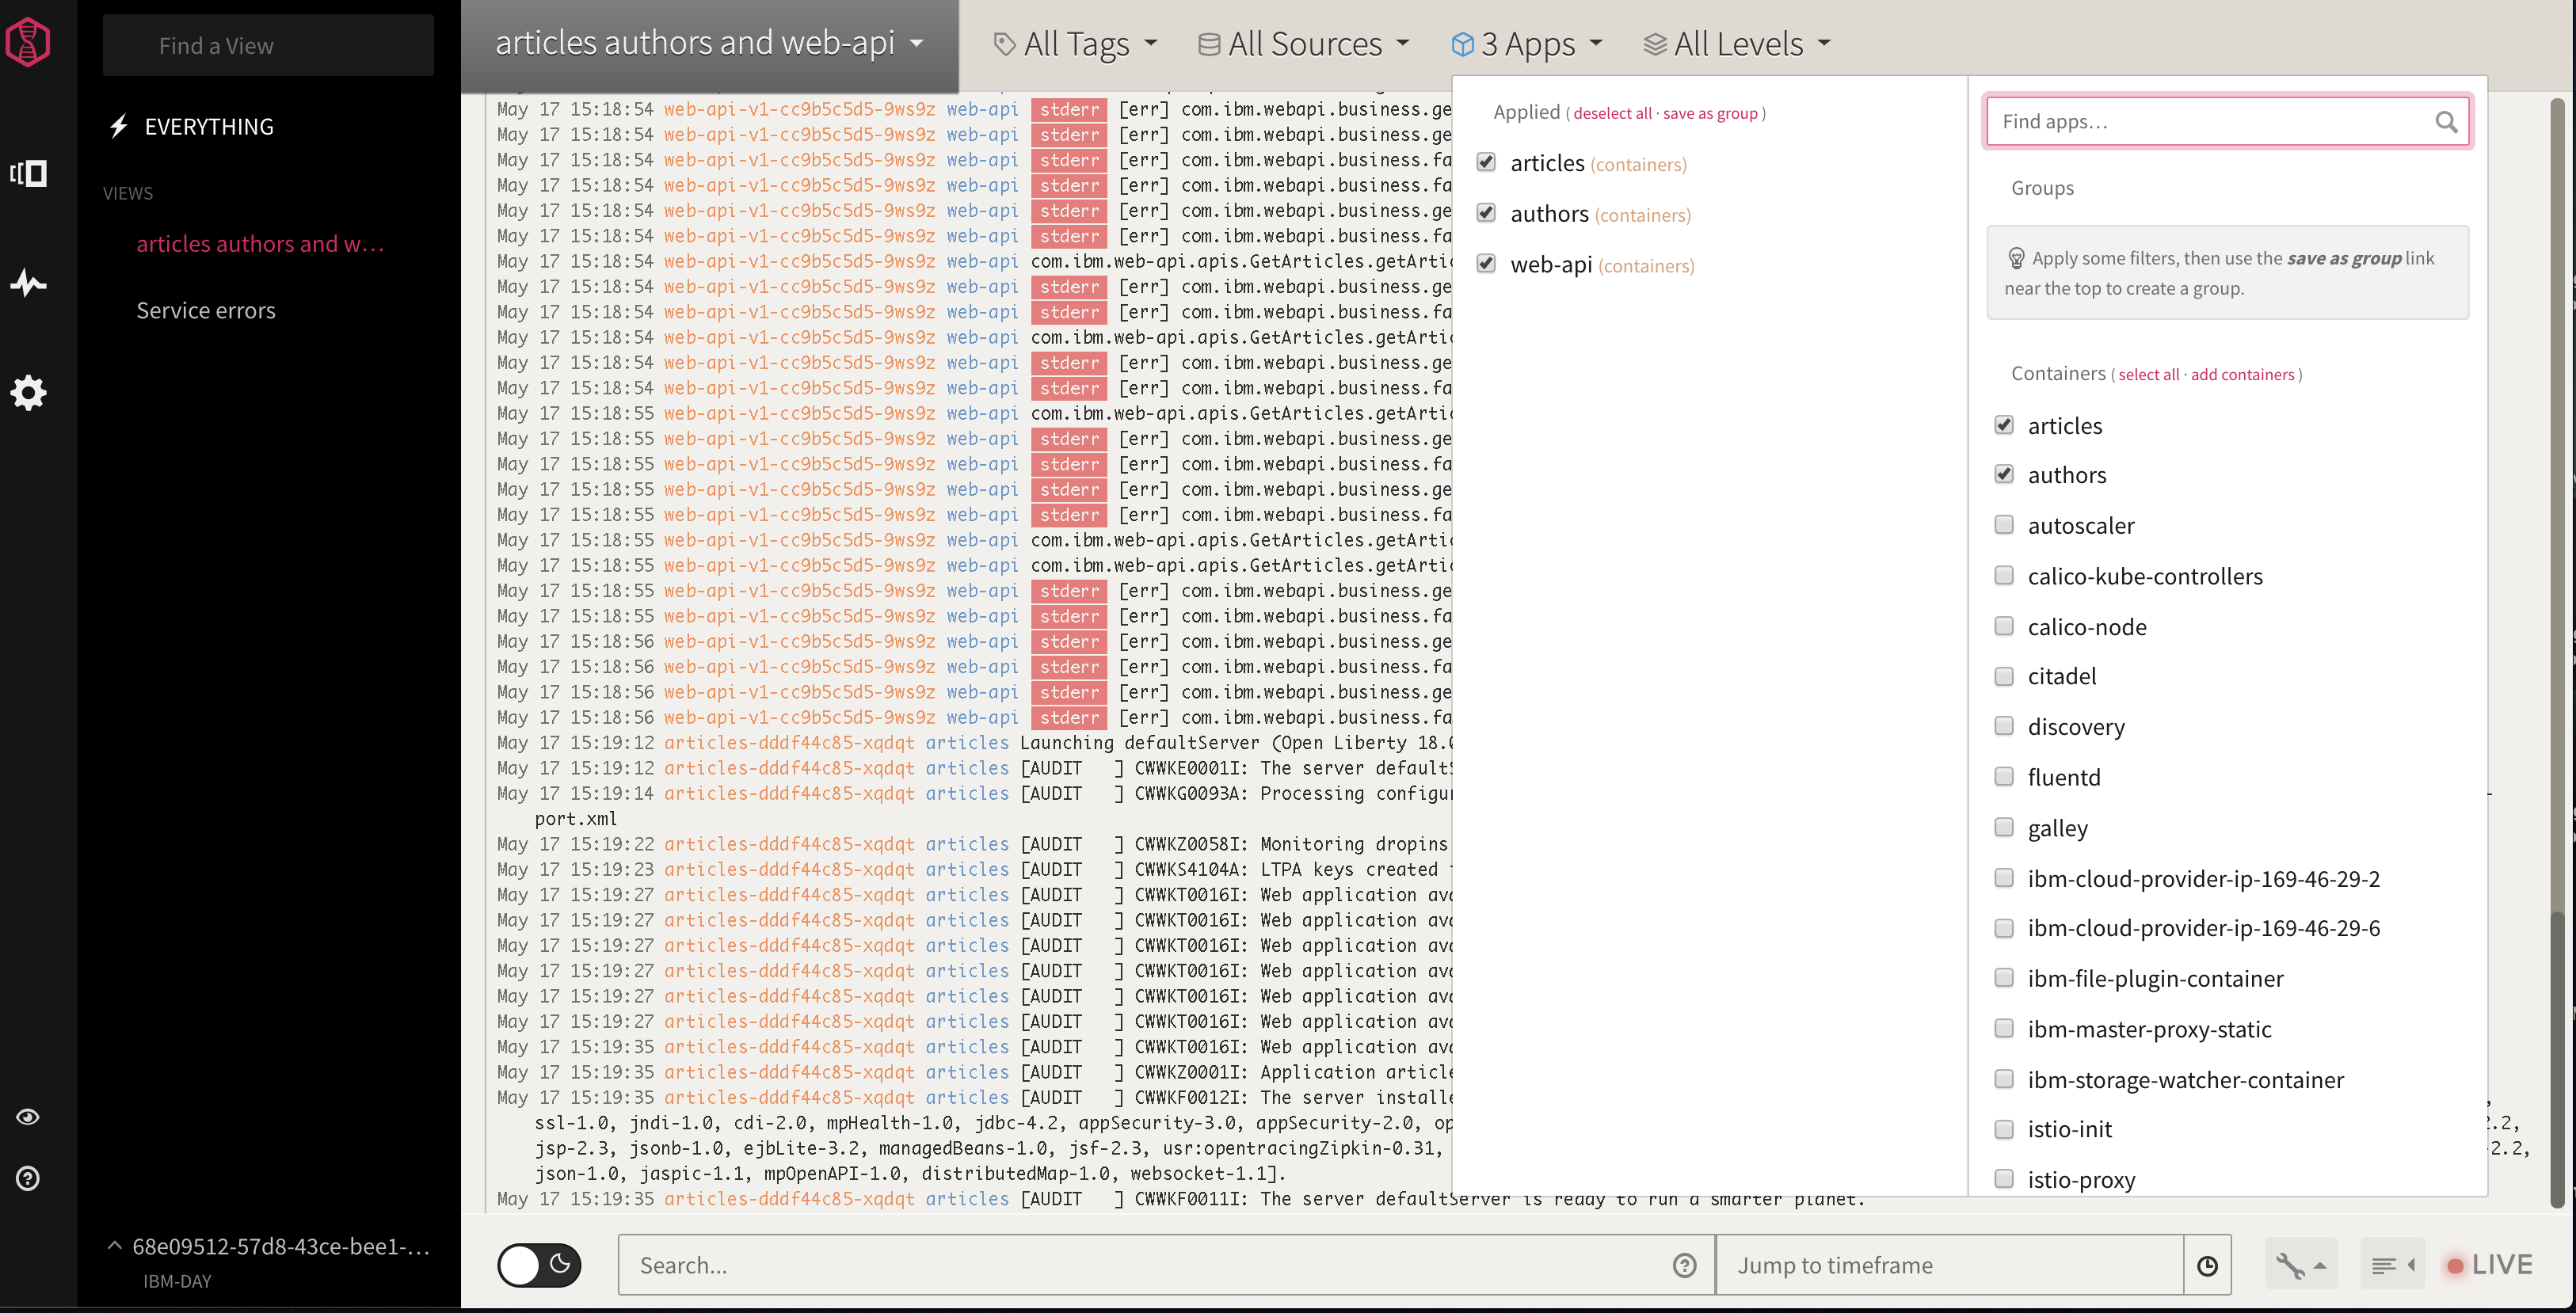 Find a View
EVERYTHING
VIEWS
articles authors and w…
Service errors
68e09512-57d8-43ce-bee1-…
IBM-DAY
articles authors and web-api
All Tags
All Sources
3 Apps
All Levels
May 17 15:18:54 web-api-v1-cc9b5c5d5-9ws9z web-api stderr [err] com.ibm.webapi.business.ge
May 17 15:18:54 web-api-v1-cc9b5c5d5-9ws9z web-api stderr [err] com.ibm.webapi.business.ge
May 17 15:18:54 web-api-v1-cc9b5c5d5-9ws9z web-api stderr [err] com.ibm.webapi.business.fa
May 17 15:18:54 web-api-v1-cc9b5c5d5-9ws9z web-api stderr [err] com.ibm.webapi.business.fa
May 17 15:18:54 web-api-v1-cc9b5c5d5-9ws9z web-api stderr [err] com.ibm.webapi.business.ge
May 17 15:18:54 web-api-v1-cc9b5c5d5-9ws9z web-api stderr [err] com.ibm.webapi.business.fa
May 17 15:18:54 web-api-v1-cc9b5c5d5-9ws9z web-api com.ibm.web-api.apis.GetArticles.getArtic
May 17 15:18:54 web-api-v1-cc9b5c5d5-9ws9z web-api stderr [err] com.ibm.webapi.business.ge
May 17 15:18:54 web-api-v1-cc9b5c5d5-9ws9z web-api stderr [err] com.ibm.webapi.business.fa
May 17 15:18:54 web-api-v1-cc9b5c5d5-9ws9z web-api com.ibm.web-api.apis.GetArticles.getArtic
May 17 15:18:54 web-api-v1-cc9b5c5d5-9ws9z web-api stderr [err] com.ibm.webapi.business.ge
May 17 15:18:54 web-api-v1-cc9b5c5d5-9ws9z web-api stderr [err] com.ibm.webapi.business.fa
May 17 15:18:55 web-api-v1-cc9b5c5d5-9ws9z web-api com.ibm.web-api.apis.GetArticles.getArtic
May 17 15:18:55 web-api-v1-cc9b5c5d5-9ws9z web-api stderr [err] com.ibm.webapi.business.ge
May 17 15:18:55 web-api-v1-cc9b5c5d5-9ws9z web-api stderr [err] com.ibm.webapi.business.fa
May 17 15:18:55 web-api-v1-cc9b5c5d5-9ws9z web-api stderr [err] com.ibm.webapi.business.ge
May 17 15:18:55 web-api-v1-cc9b5c5d5-9ws9z web-api stderr [err] com.ibm.webapi.business.fa
May 17 15:18:55 web-api-v1-cc9b5c5d5-9ws9z web-api com.ibm.web-api.apis.GetArticles.getArtic
May 17 15:18:55 web-api-v1-cc9b5c5d5-9ws9z web-api com.ibm.web-api.apis.GetArticles.getArtic
May 17 15:18:55 web-api-v1-cc9b5c5d5-9ws9z web-api stderr [err] com.ibm.webapi.business.ge
May 17 15:18:55 web-api-v1-cc9b5c5d5-9ws9z web-api stderr [err] com.ibm.webapi.business.fa
May 17 15:18:56 web-api-v1-cc9b5c5d5-9ws9z web-api stderr [err] com.ibm.webapi.business.ge
May 17 15:18:56 web-api-v1-cc9b5c5d5-9ws9z web-api stderr [err] com.ibm.webapi.business.fa
May 17 15:18:56 web-api-v1-cc9b5c5d5-9ws9z web-api stderr [err] com.ibm.webapi.business.ge
May 17 15:18:56 web-api-v1-cc9b5c5d5-9ws9z web-api stderr [err] com.ibm.webapi.business.fa
May 17 15:19:12 articles-dddf44c85-xqdqt articles Launching defaultServer (Open Liberty 18.0
May 17 15:19:12 articles-dddf44c85-xqdqt articles [AUDIT ] CWWKE0001I: The server defaultS
May 17 15:19:14 articles-dddf44c85-xqdqt articles [AUDIT ] CWWKG0093A: Processing configur -
port.xml
May 17 15:19:22 articles-dddf44c85-xqdqt articles [AUDIT ] CWWKZ0058I: Monitoring dropins
May 17 15:19:23 articles-dddf44c85-xqdqt articles [AUDIT ] CWWKS4104A: LTPA keys created
May 17 15:19:27 articles-dddf44c85-xqdqt articles [AUDIT ] CWWKT0016I: Web application ava
May 17 15:19:27 articles-dddf44c85-xqdqt articles [AUDIT ] CWWKT0016I: Web application ava
May 17 15:19:27 articles-dddf44c85-xqdqt articles [AUDIT ] CWWKT0016I: Web application ava
May 17 15:19:27 articles-dddf44c85-xqdqt articles [AUDIT ] CWWKT0016I: Web application ava
May 17 15:19:27 articles-dddf44c85-xqdqt articles [AUDIT ] CWWKT0016I: Web application ava
May 17 15:19:27 articles-dddf44c85-xqdqt articles [AUDIT ] CWWKT0016I: Web application ava
May 17 15:19:35 articles-dddf44c85-xqdqt articles [AUDIT ] CWWKT0016I: Web application ava
May 17 15:19:35 articles-dddf44c85-xqdqt articles [AUDIT ] CWWKZ0001I: Application article
May 17 15:19:35 articles-dddf44c85-xqdqt articles [AUDIT ] CWWKF0012I: The server installe ,
ssl-1.0, jndi-1.0, cdi-2.0, mpHealth-1.0, jdbc-4.2, appSecurity-3.0, appSecurity-2.0, op 2.2,
jsp-2.3, jsonb-1.0, ejbLite-3.2, managedBeans-1.0, jsf-2.3, usr:opentracingZipkin-0.31, -2.2,
json-1.0, jaspic-1.1, mpOpenAPI-1.0, distributedMap-1.0, websocket-1.1].
May 17 15:19:35 articles-dddf44c85-xqdqt articles [AUDIT ] CWWKF0011I: The server defaultServer is ready to run a smarter planet.
Applied ( deselect all · save as group )
articles (containers)
authors (containers)
web-api (containers)
Find apps…
Groups
Apply some filters, then use the save as group link
near the top to create a group.
Containers ( select all · add containers )
articles
authors
autoscaler
calico-kube-controllers
calico-node
citadel
discovery
fluentd
galley
ibm-cloud-provider-ip-169-46-29-2
ibm-cloud-provider-ip-169-46-29-6
ibm-file-plugin-container
ibm-master-proxy-static
ibm-storage-watcher-container
istio-init
istio-proxy
Search...
Jump to timeframe
LIVE